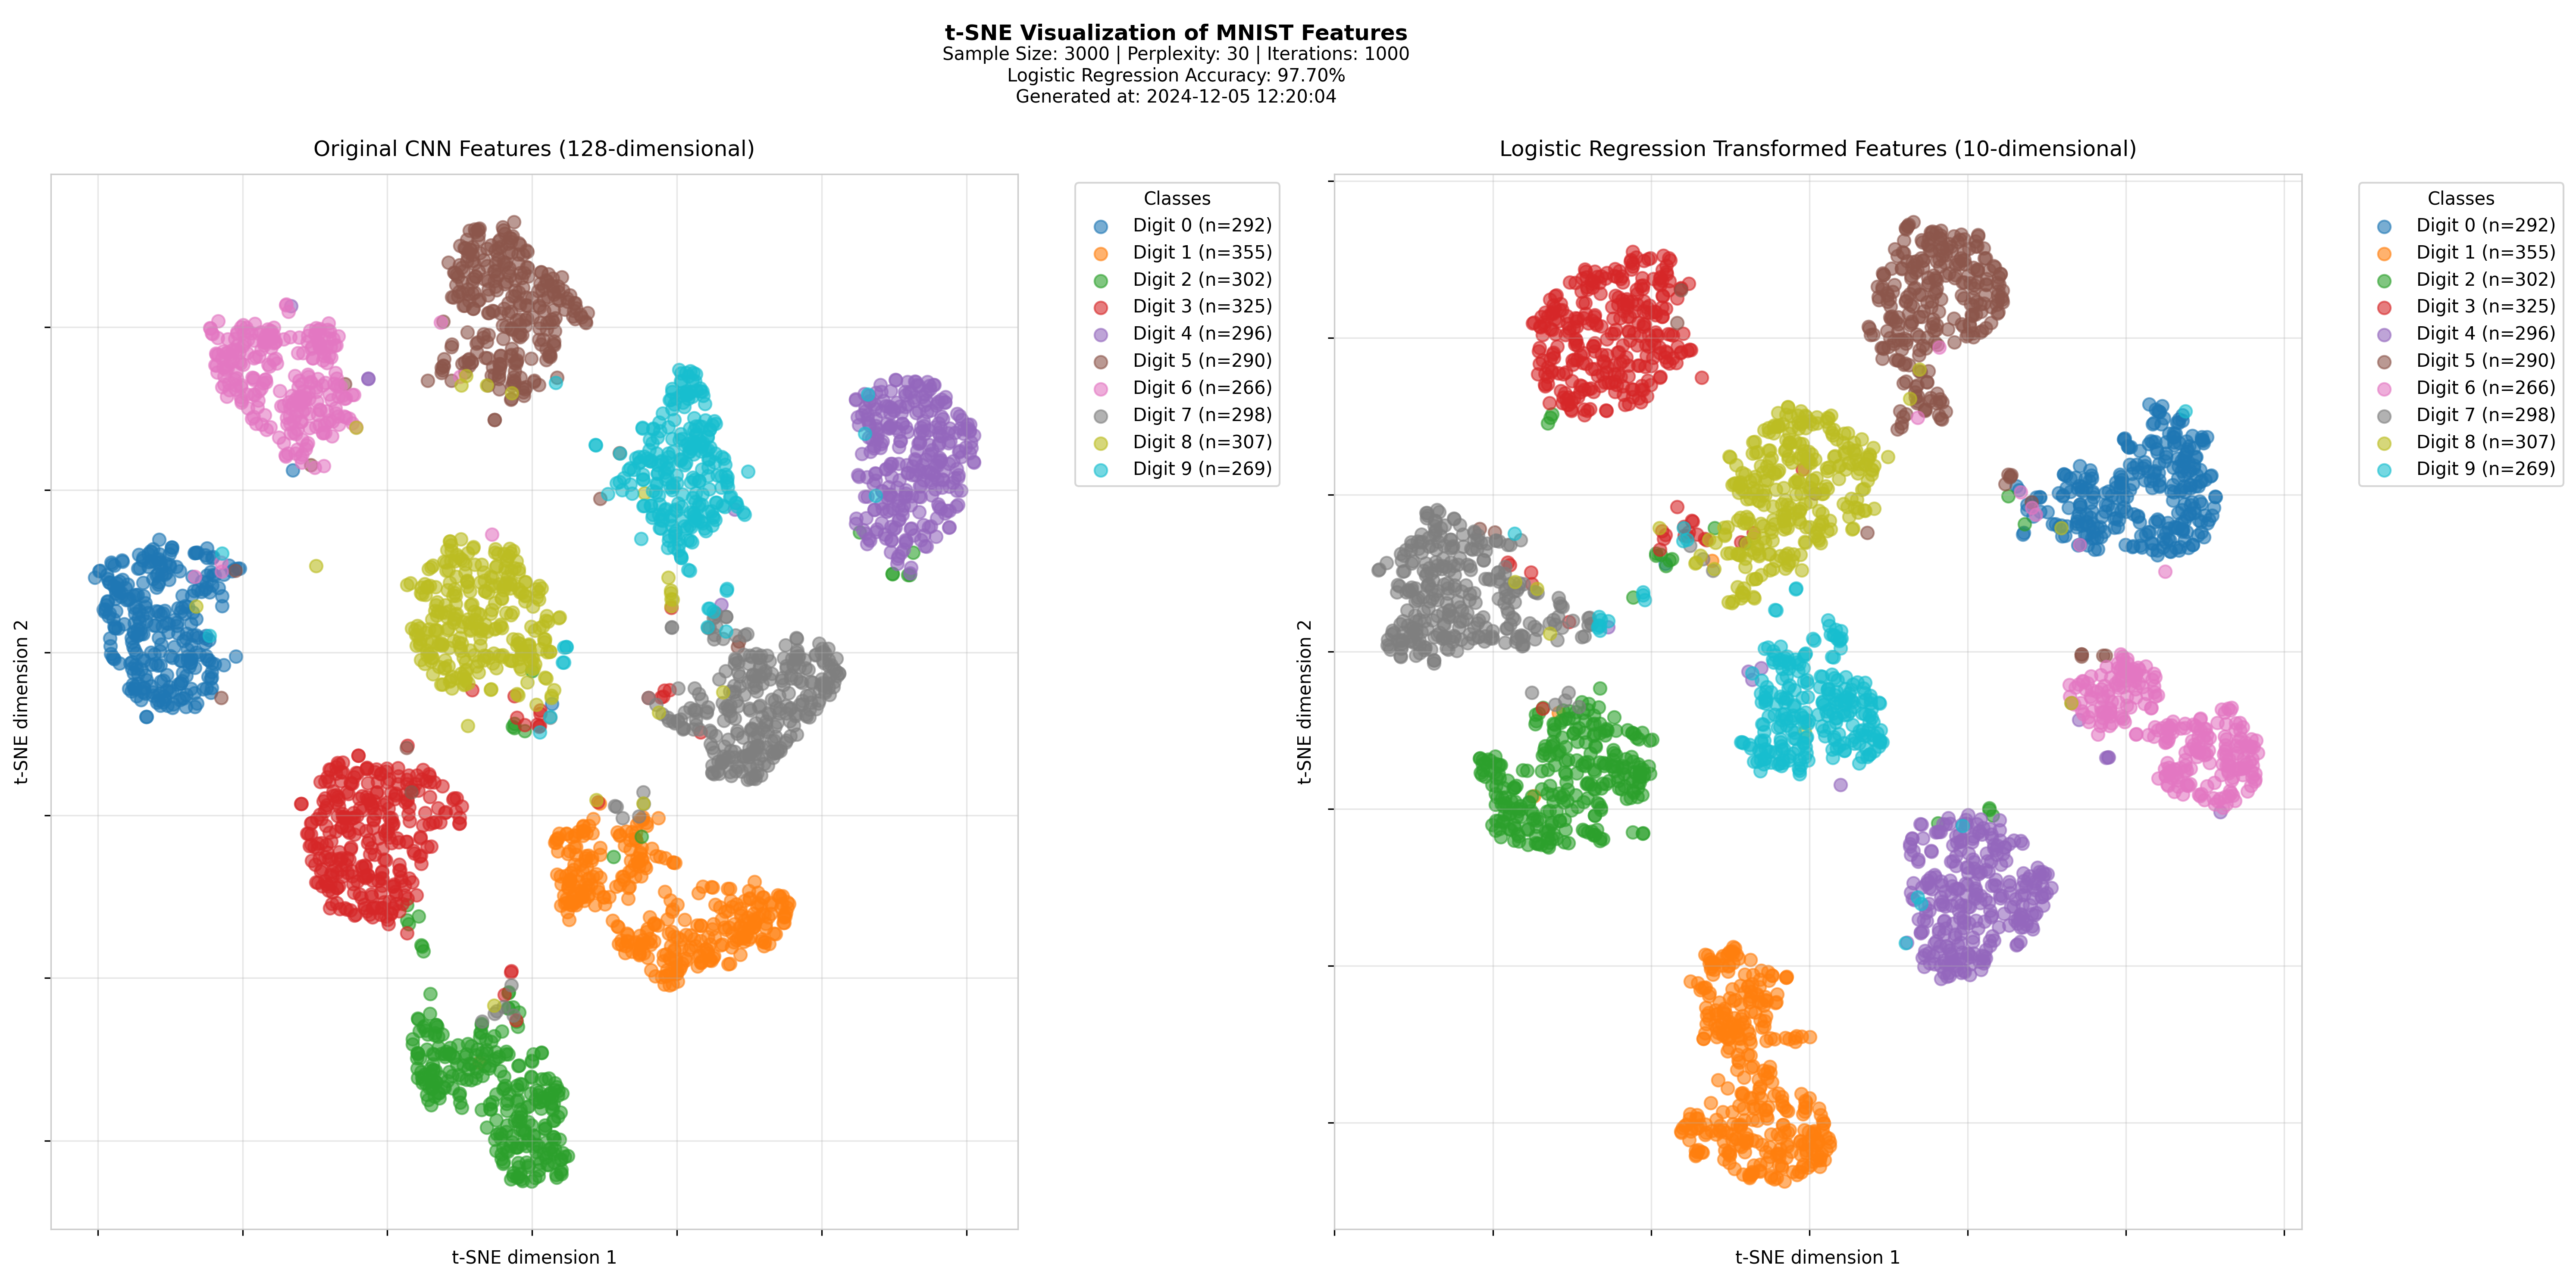 t-SNE Visualization of MNIST Features
Sample Size: 3000 | Perplexity: 30 | Iterations: 1000
Logistic Regression Accuracy: 97.70%
Generated at: 2024-12-05 12:20:04
Original CNN Features (128-dimensional)
t-SNE dimension 2
t-SNE dimension 1
Classes
Digit 0 (n=292)
Digit 1 (n=355)
Digit 2 (n=302)
Digit 3 (n=325)
Digit 4 (n=296)
Digit 5 (n=290)
Digit 6 (n=266)
Digit 7 (n=298)
Digit 8 (n=307)
Digit 9 (n=269)
Logistic Regression Transformed Features (10-dimensional)
t-SNE dimension 2
t-SNE dimension 1
Classes
Digit 0 (n=292)
Digit 1 (n=355)
Digit 2 (n=302)
Digit 3 (n=325)
Digit 4 (n=296)
Digit 5 (n=290)
Digit 6 (n=266)
Digit 7 (n=298)
Digit 8 (n=307)
Digit 9 (n=269)